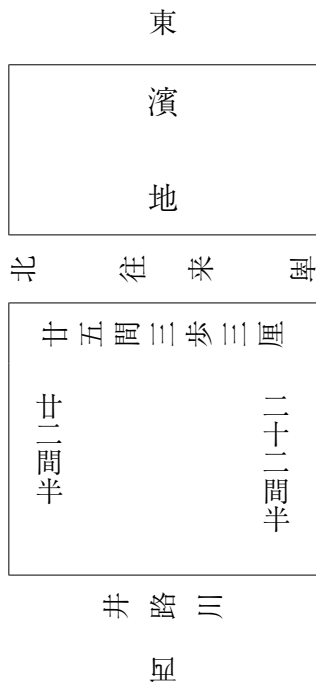 東
濱地
北 往来 南
廿五間三歩三厘
廿二間半
二十二間半
井路川
西